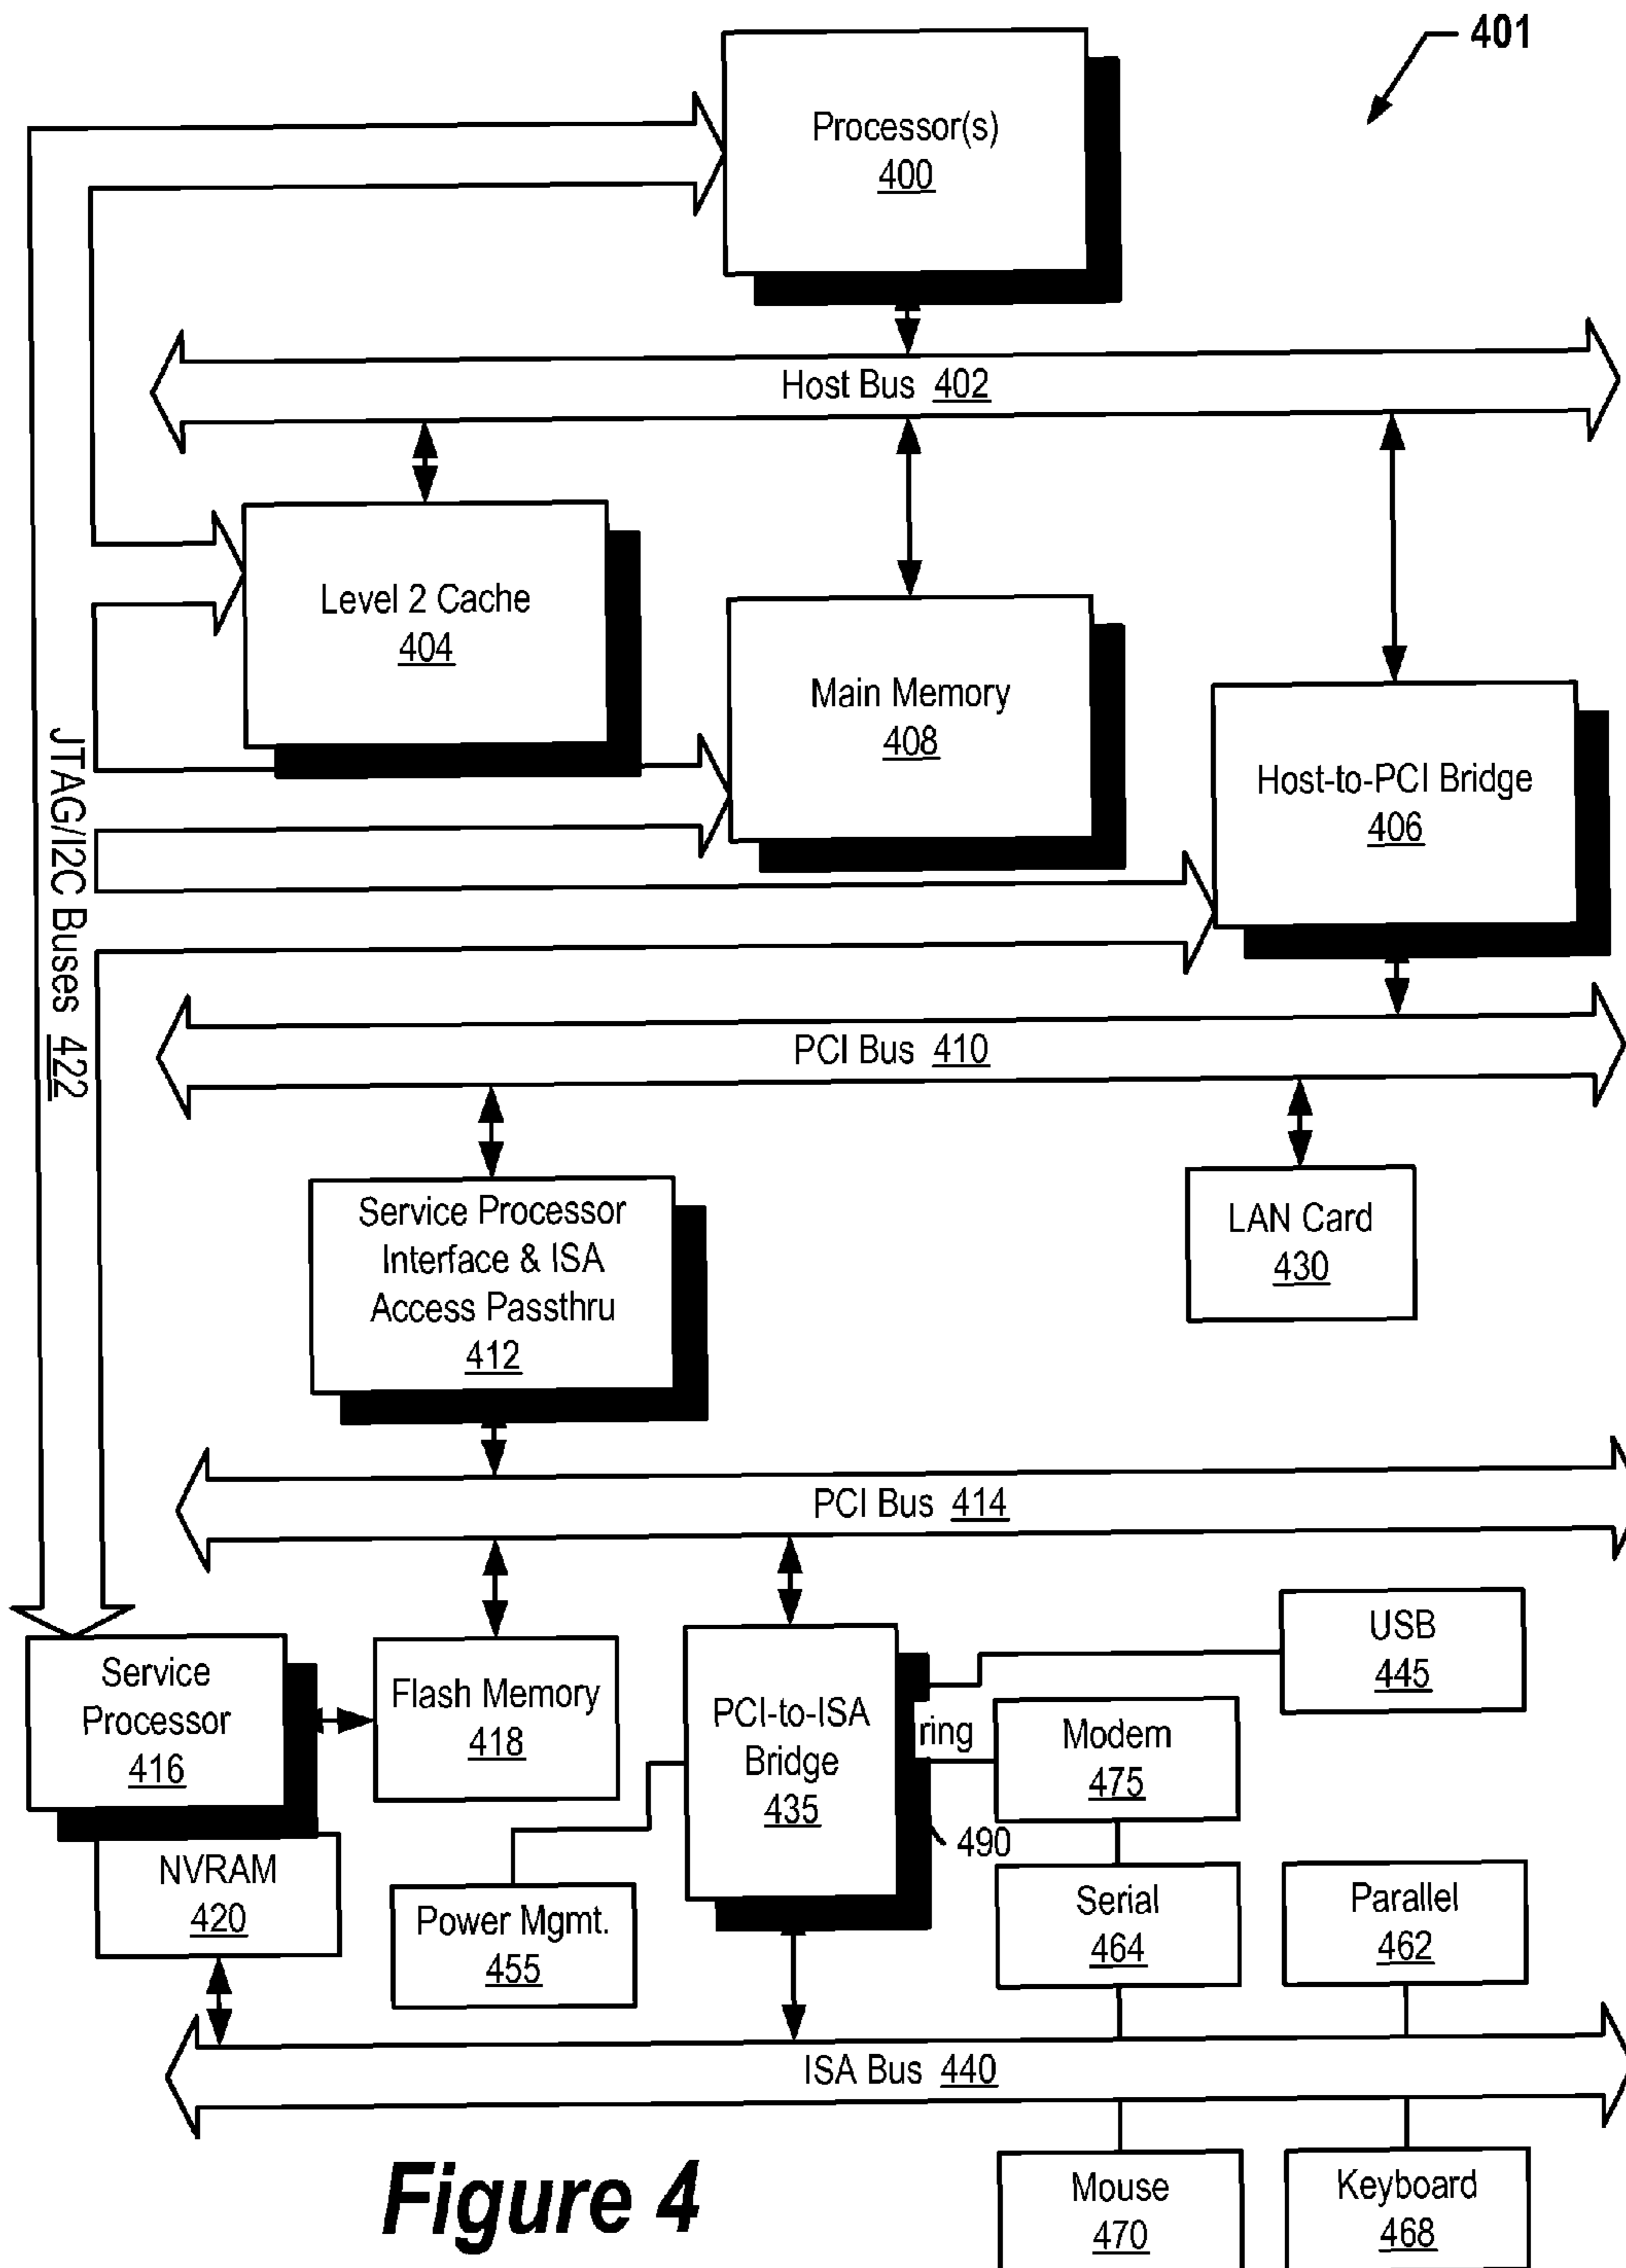 401
Processor(s)
400
Host Bus 402
Level 2 Cache
404
Main Memory
408
Host-to-PCI Bridge
406
JTAG/I2C Buses 422
PCI Bus 410
Service Processor
Interface & ISA
Access Passthru
412
LAN Card
430
PCI Bus 414
Service
Processor
416
Flash Memory
418
PCI-to-ISA
Bridge
435
USB
445
ring
Modem
475
490
NVRAM
420
Power Mgmt.
455
Serial
464
Parallel
462
ISA Bus 440
Mouse
470
Keyboard
468
Figure 4